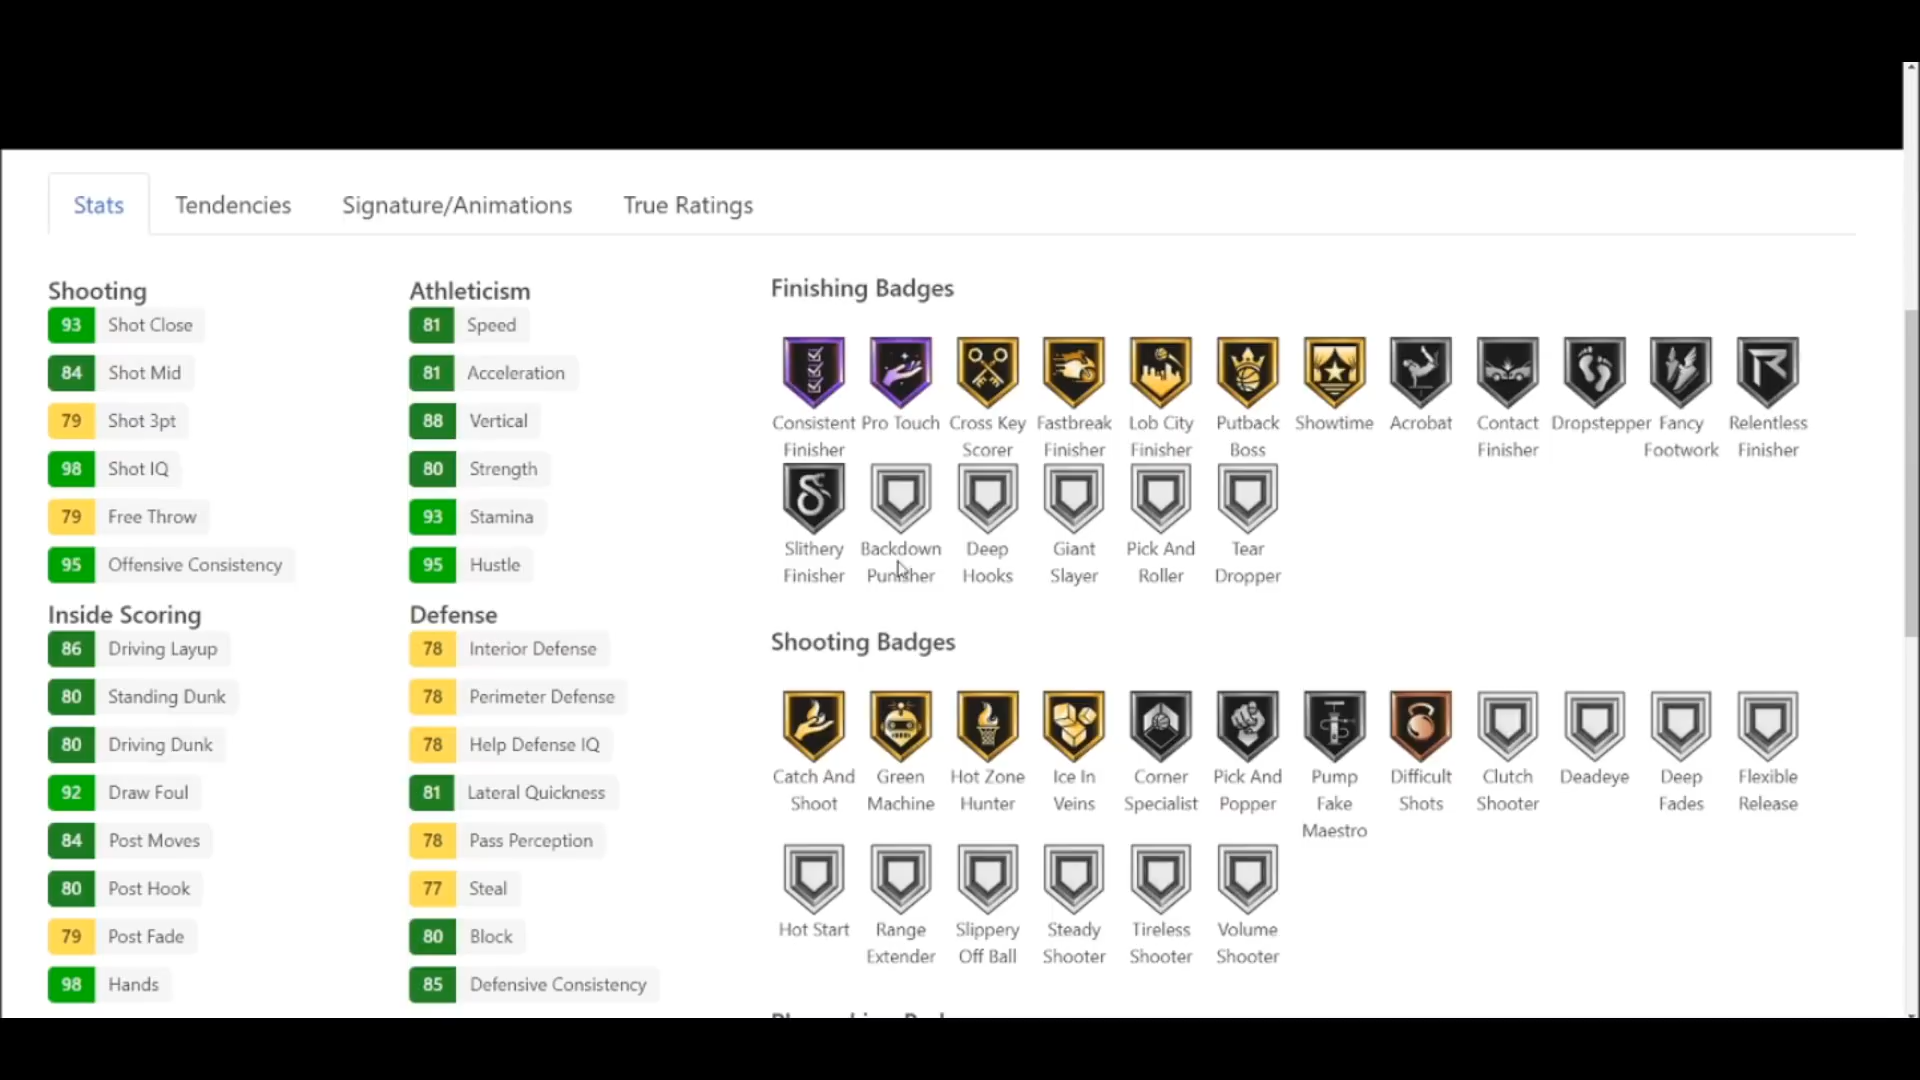 Stats Tendencies Signature/Animations True Ratings
Shooting
93 Shot Close
84 Shot Mid
79 Shot 3pt
98 Shot IQ
79 Free Throw
95 Offensive Consistency
Inside Scoring
86 Driving Layup
80 Standing Dunk
80 Driving Dunk
92 Draw Foul
84 Post Moves
80 Post Hook
79 Post Fade
98 Hands
Athleticism
81 Speed
81 Acceleration
88 Vertical
80 Strength
93 Stamina
95 Hustle
Defense
78 Interior Defense
78 Perimeter Defense
78 Help Defense IQ
81 Lateral Quickness
78 Pass Perception
77 Steal
80 Block
85 Defensive Consistency
Finishing Badges
Consistent Pro Touch Cross Key Fastbreak Lob City Putback Showtime Acrobat Contact Dropstepper Fancy Relentless
Finisher Scorer Finisher Finisher Boss Finisher Footwork Finisher
Slithery Backdown Deep Giant Pick And Tear
Finisher Punisher Hooks Slayer Roller Dropper
Shooting Badges
Catch And Green Hot Zone Ice In Corner Pick And Pump Difficult Clutch Deadeye Deep Flexible
Shoot Machine Hunter Veins Specialist Popper Fake Shots Shooter Fades Release
Maestro
Hot Start Range Slippery Steady Tireless Volume
Extender Off Ball Shooter Shooter Shooter